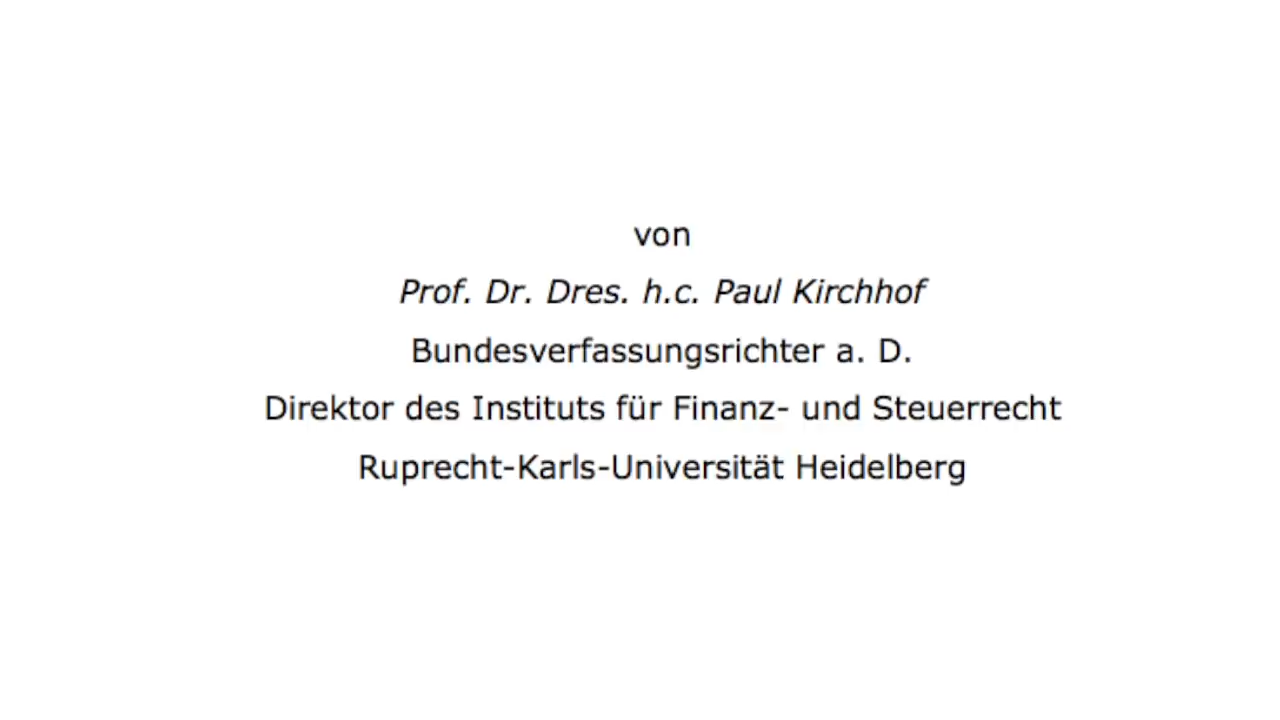 von
Prof. Dr. Dres. h.c. Paul Kirchhof
Bundesverfassungsrichter a. D.
Direktor des Instituts für Finanz- und Steuerrecht
Ruprecht-Karls-Universität Heidelberg